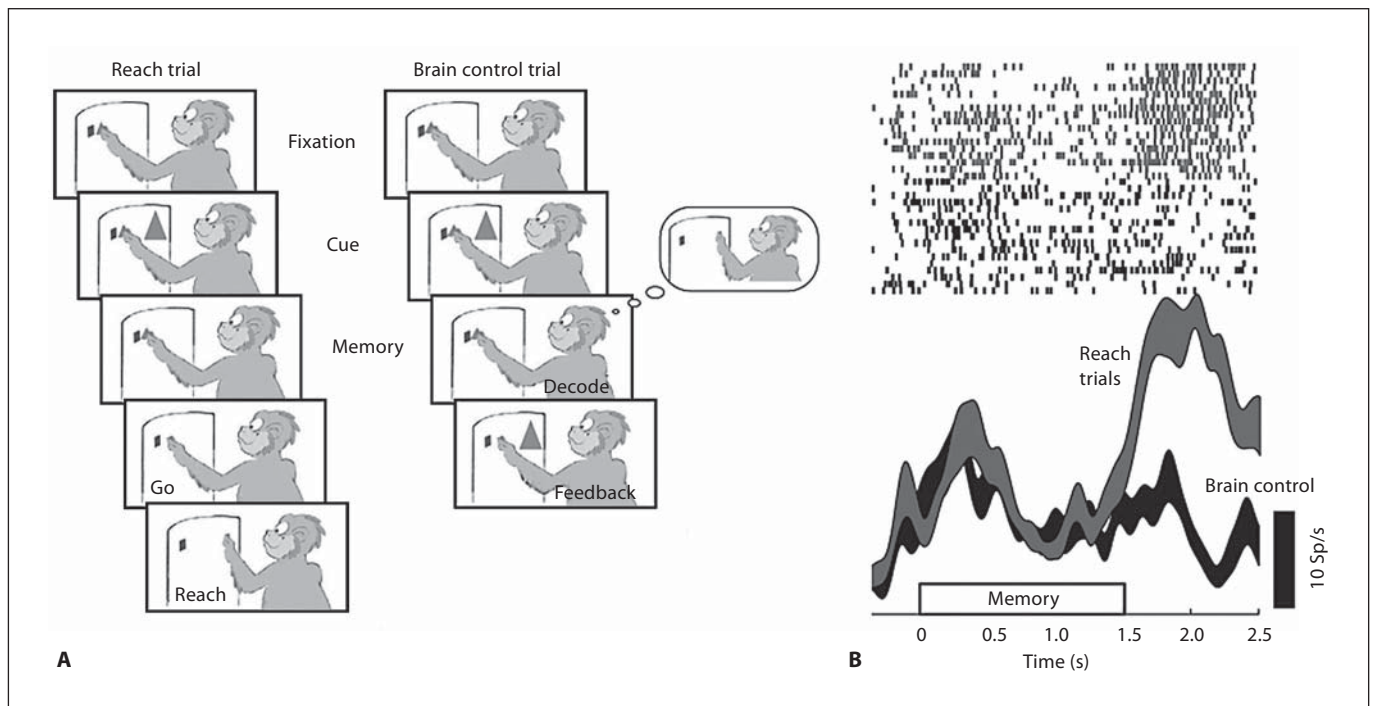 Reach trial
Brain control trial
Fixation
Cue
Memory
Decode
Go
Feedback
Reach
A
Reach
trials
Brain control
10 Sp/s
Memory
0 0.5 1.0 1.5 2.0 2.5
Time (s)
B